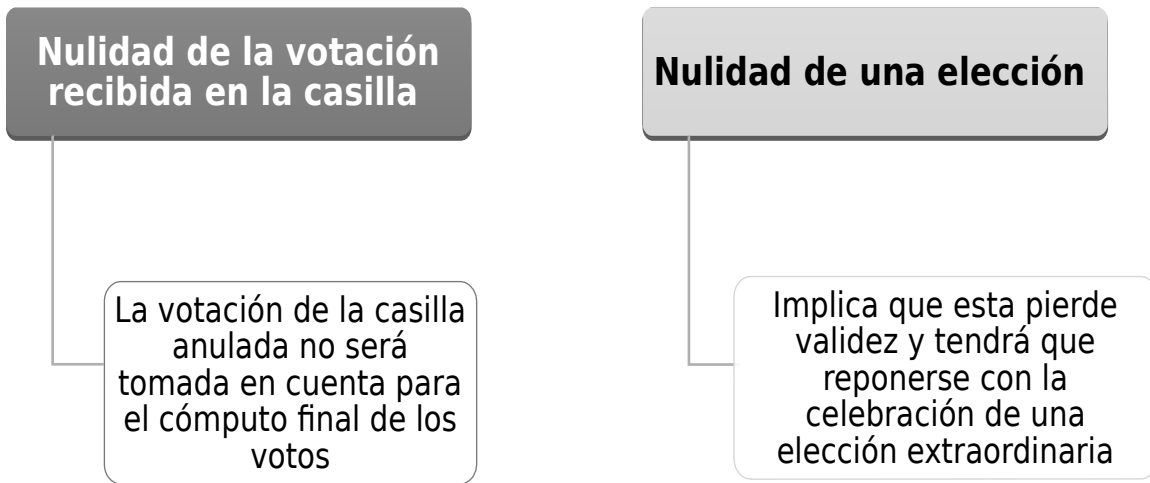 Nulidad de la votación
recibida en la casilla
La votación de la casilla
anulada no será
tomada en cuenta para
el cómputo final de los
votos
Nulidad de una elección
Implica que esta pierde
validez y tendrá que
reponerse con la
celebración de una
elección extraordinaria